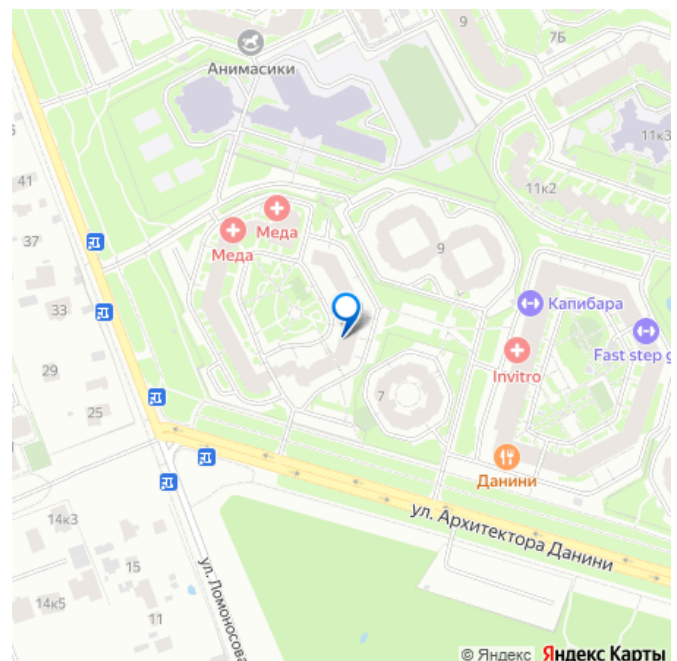 9
7Б
Анимасики
11к3
41
11к2
Меда
37
Меда
9
Капибара
33
Fast step g
29
Invitro
7
25
Данини
14к3
ул. Архитектора Данини
15
ул. Ломоносова
14к5
11
© Яндекс Яндекс Карты